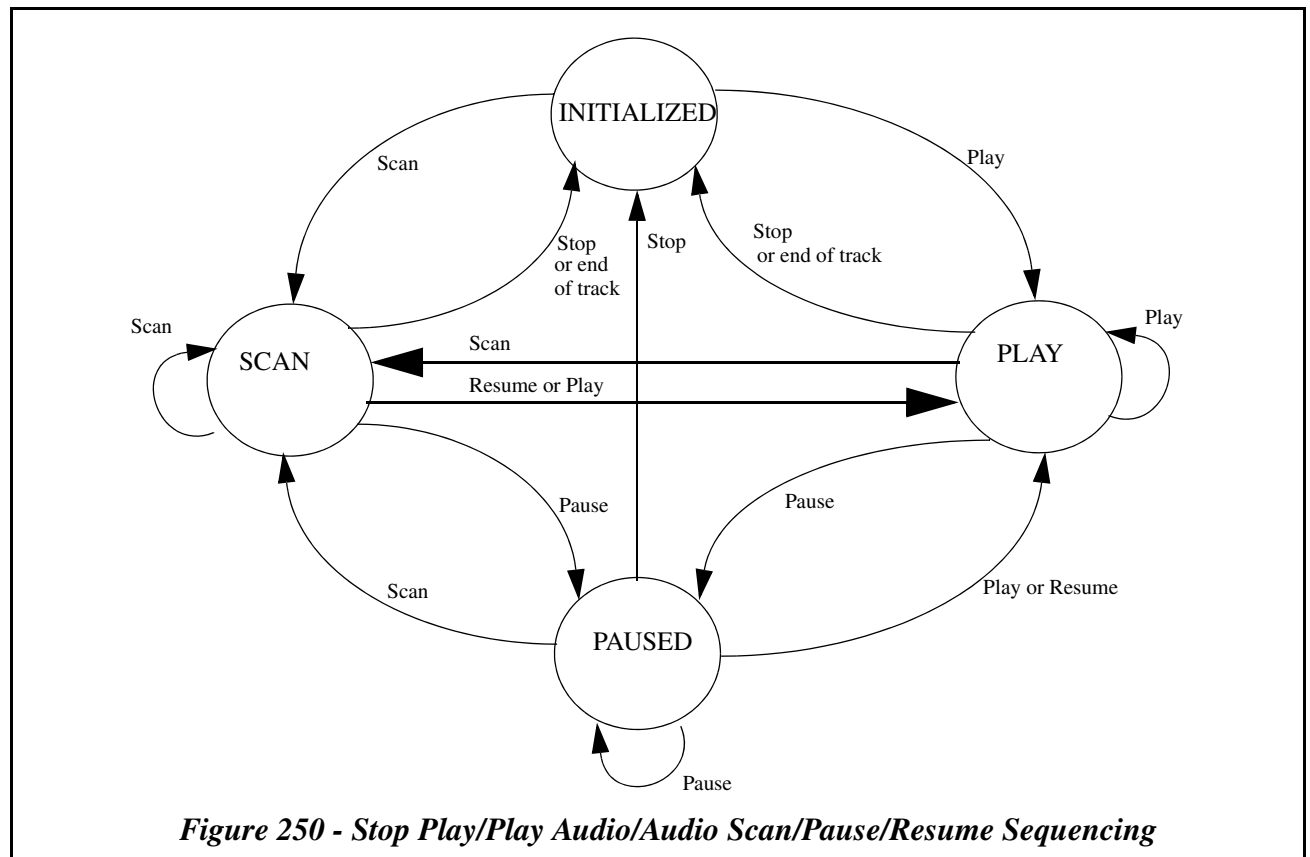 INITIALIZED
Scan
Play
Stop
or end
of track
Stop
Stop
or end of track
Scan
SCAN
Scan
Resume or Play
PLAY
Play
Pause
Pause
Scan
Play or Resume
PAUSED
Pause
Figure 250 - Stop Play/Play Audio/Audio Scan/Pause/Resume Sequencing